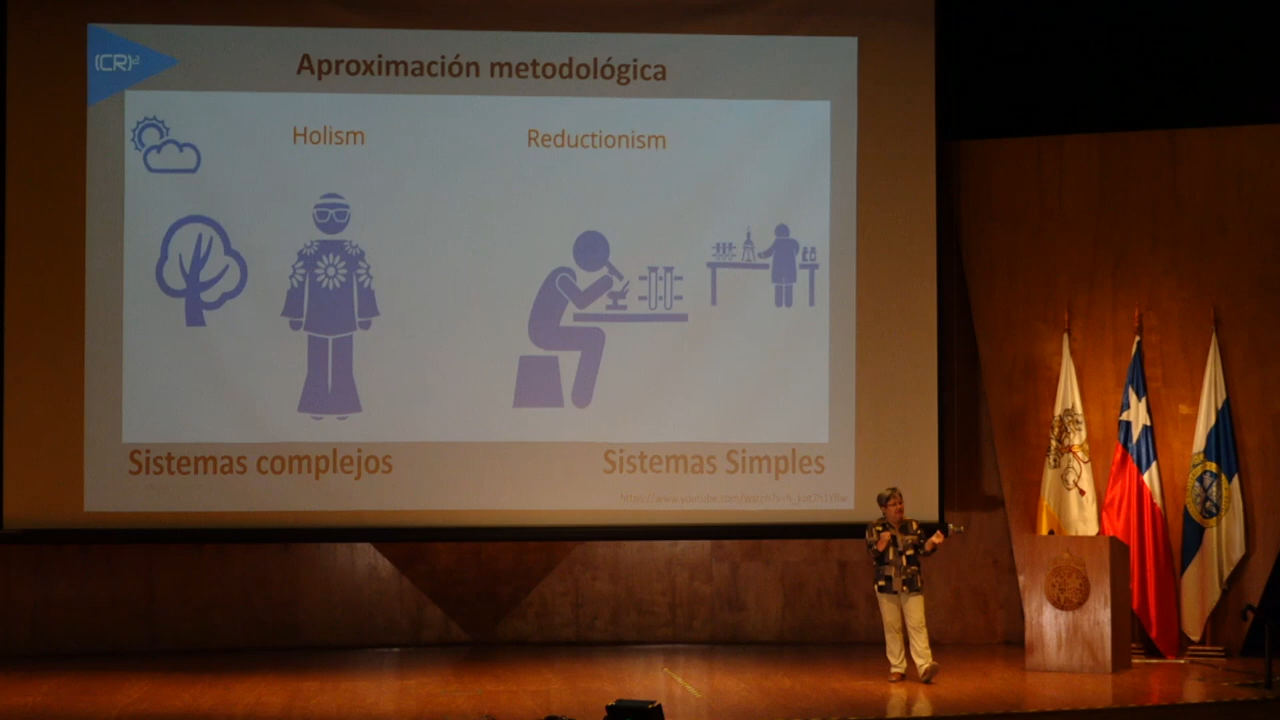 (CR)²
Aproximación metodológica
Holism
Reductionism
Sistemas complejos
Sistemas Simples